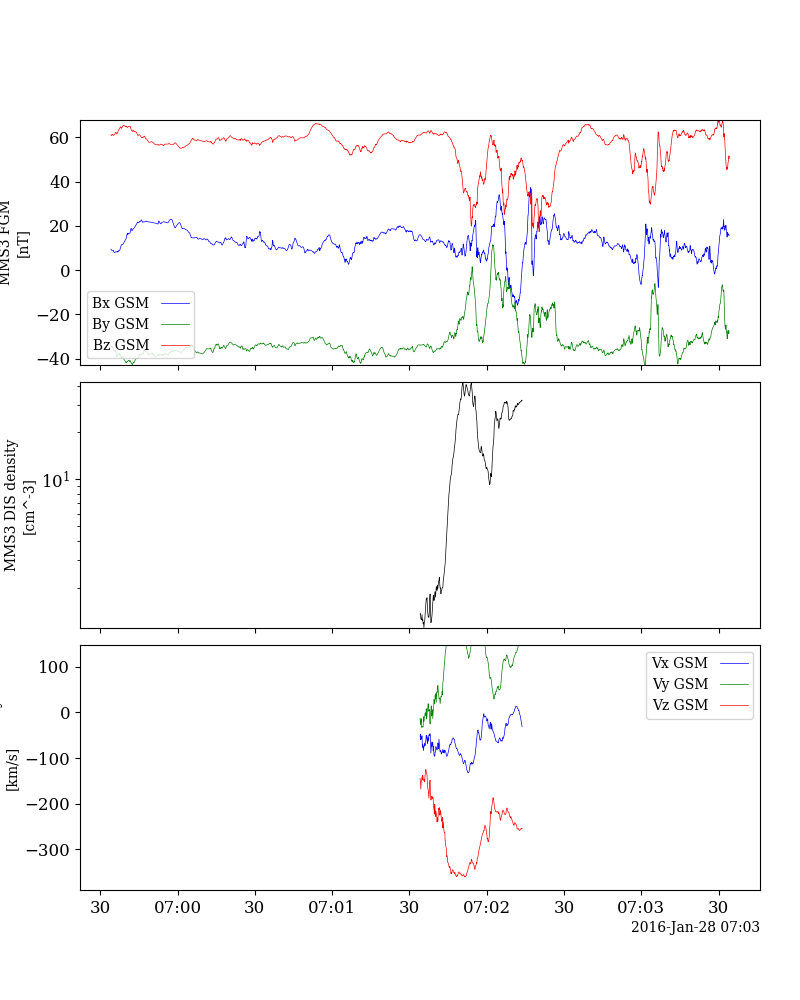 60
40
20
0
−20
−40
MMS3 FGM
[nT]
Bx GSM
By GSM
Bz GSM
10^1
MMS3 DIS density
[cm^-3]
100
0
−100
−200
−300
[km/s]
Vx GSM
Vy GSM
Vz GSM
30 07:00 30 07:01 30 07:02 30 07:03 30
2016-Jan-28 07:03